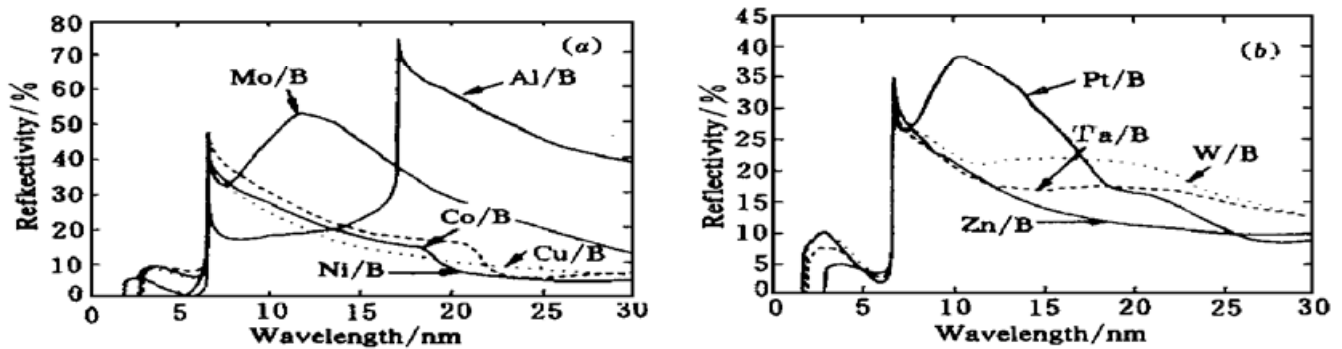 80
70
60
50
40
30
20
10
0
Refkectivity/%
(a)
Mo/B
Al/B
Co/B
Cu/B
Ni/B
0 5 10 15 20 25 30
Wavelength/nm
45
40
35
30
25
20
15
10
5
0
Reflectivity/%
(b)
Pt/B
Ta/B
W/B
Zn/B
0 5 10 15 20 25 30
Wavelength/nm